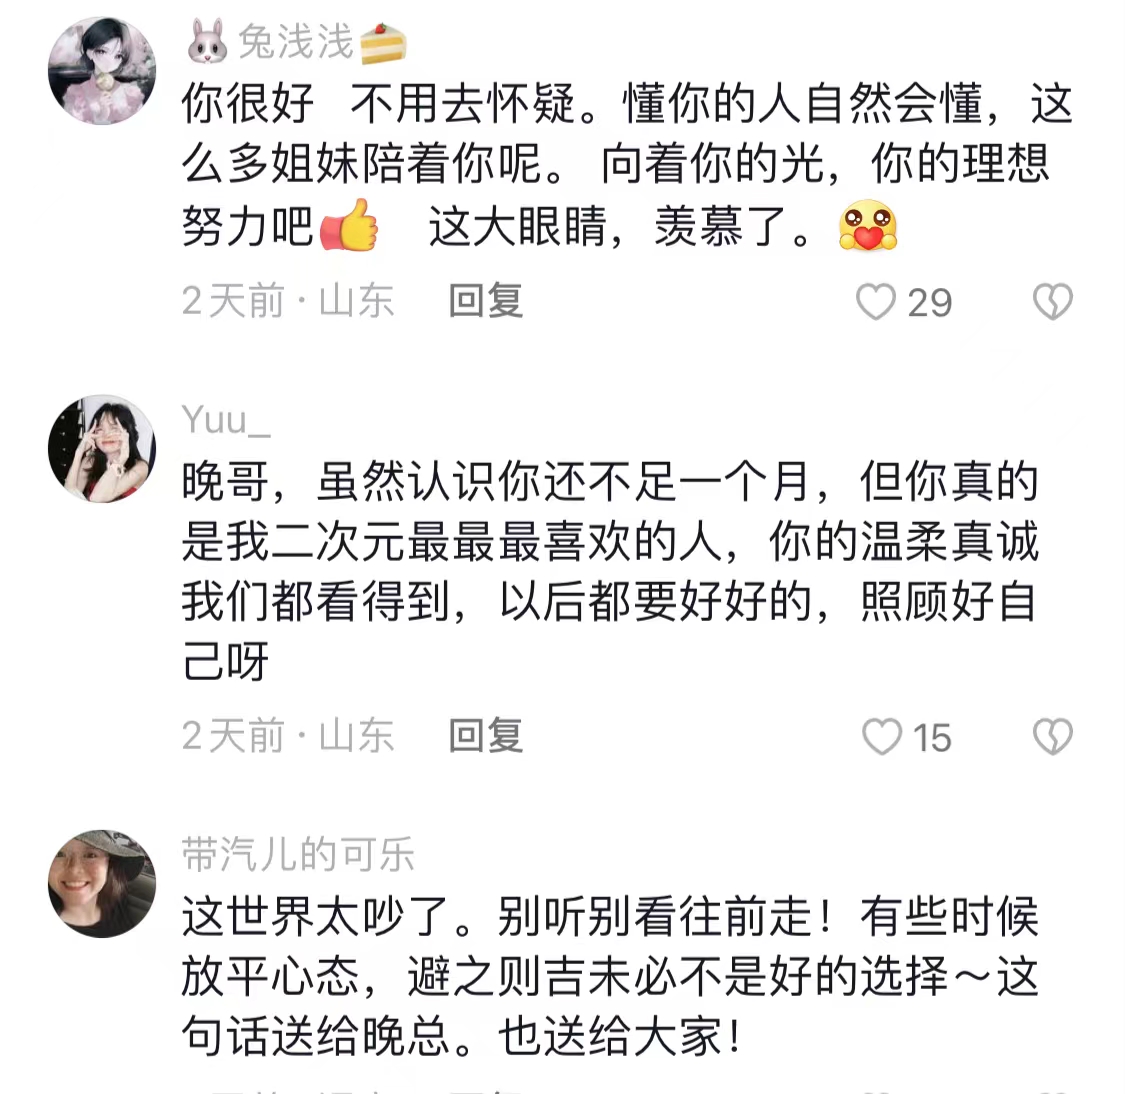 🐰兔浅浅🍰
你很好 不用去怀疑。懂你的人自然会懂，这
么多姐妹陪着你呢。 向着你的光，你的理想
努力吧👍 这大眼睛，羡慕了。
2天前·山东 回复 29
Yuu_
晚哥，虽然认识你还不足一个月，但你真的
是我二次元最最最喜欢的人，你的温柔真诚
我们都看得到，以后都要好好的，照顾好自
己呀
2天前·山东 回复 15
带汽儿的可乐
这世界太吵了。别听别看往前走！有些时候
放平心态，避之则吉未必不是好的选择～这
句话送给晚总。也送给大家！